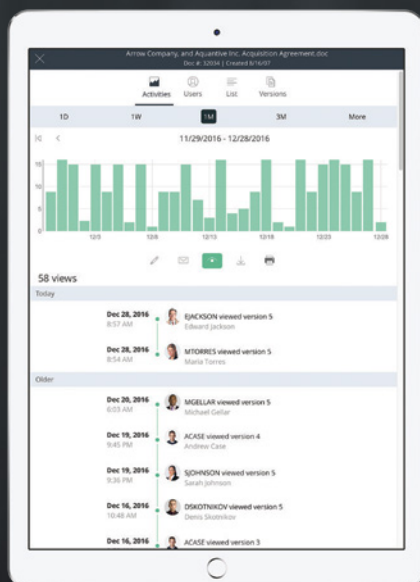 Arrow Company, and Aquantive Inc. Acquisition Agreement.doc
Doc #: 32034 | Created 8/16/07
Activities Users List Versions
1D 1W 1M 3M More
11/29/2016 - 12/28/2016
15
10
5
0
12/3 12/8 12/13 12/18 12/23 12/28
58 views
Today
Dec 28, 2016 EJACKSON viewed version 5
8:57 AM Edward Jackson
Dec 28, 2016 MTORRES viewed version 5
8:54 AM Maria Torres
Older
Dec 20, 2016 MGELLAR viewed version 5
6:03 AM Michael Gellar
Dec 19, 2016 ACASE viewed version 4
9:45 PM Andrew Case
Dec 19, 2016 SJOHNSON viewed version 5
9:36 PM Sarah Johnson
Dec 16, 2016 DSKOTNIKOV viewed version 5
10:48 AM Denis Skotnikov
Dec 16, 2016 ACASE viewed version 3